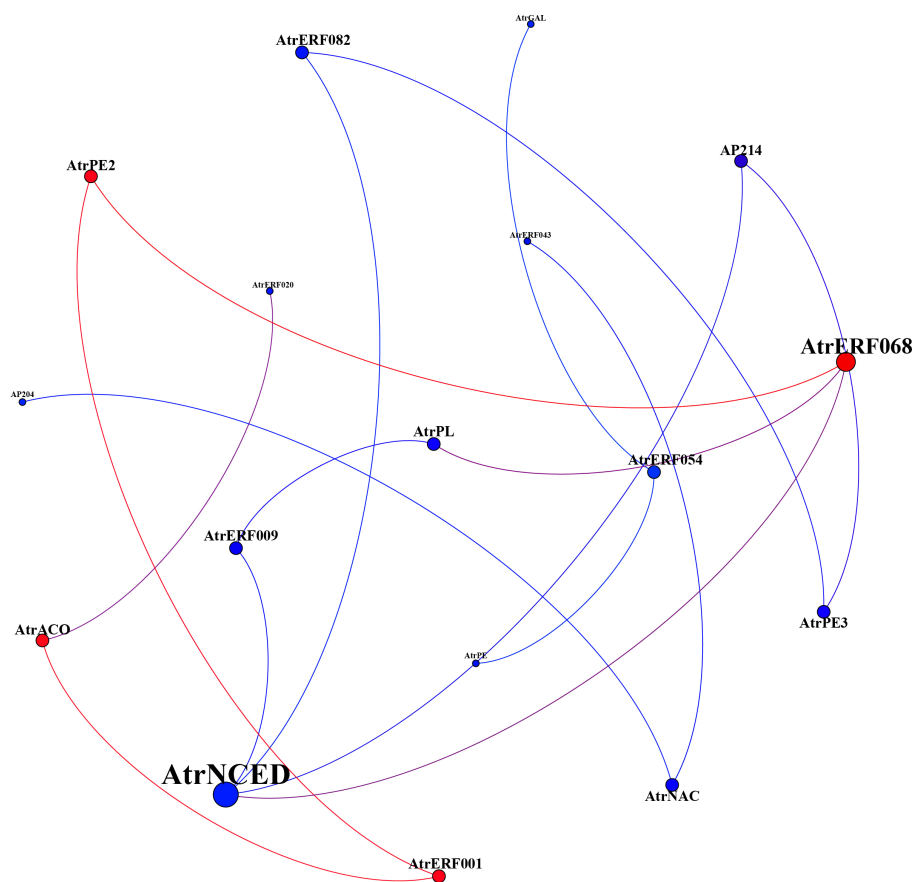 AtrGAL
AtrERF082
AP214
AtrPE2
AtrERF043
AtrERF020
AtrERF068
AP204
AtrPL
AtrERF054
AtrERF009
AtrPE3
AtrACO
AtrPE
AtrNCED
AtrNAC
AtrERF001